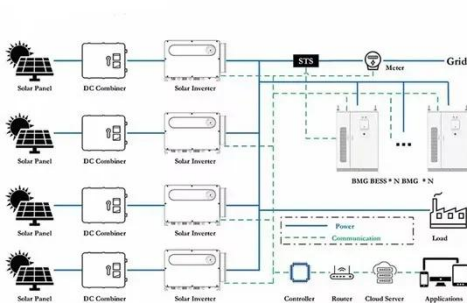 STS
Meter
Grid
Solar Panel
DC Combiner
Solar Inverter
Solar Panel
DC Combiner
Solar Inverter
BMG BESS * N BMG * N
Solar Panel
DC Combiner
Solar Inverter
Power
Communication
Load
Solar Panel
DC Combiner
Solar Inverter
Controller
Router
Cloud Server
Applications